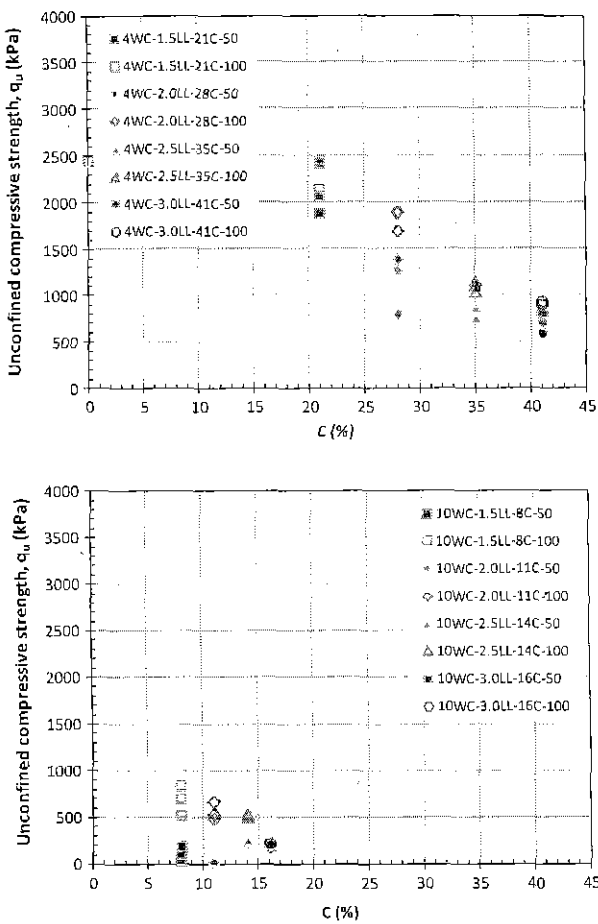 Unconfined compressive strength, qu (kPa)
4000
3500
3000
2500
2000
1500
1000
500
0
4WC-1.5LL-21C-50
4WC-1.5LL-21C-100
4WC-2.0LL-28C-50
4WC-2.0LL-28C-100
4WC-2.5LL-35C-50
4WC-2.5LL-35C-100
4WC-3.0LL-41C-50
4WC-3.0LL-41C-100
0 5 10 15 20 25 30 35 40 45
C (%)
Unconfined compressive strength, qu (kPa)
4000
3500
3000
2500
2000
1500
1000
500
0
10WC-1.5LL-8C-50
10WC-1.5LL-8C-100
10WC-2.0LL-11C-50
10WC-2.0LL-11C-100
10WC-2.5LL-14C-50
10WC-2.5LL-14C-100
10WC-3.0LL-16C-50
10WC-3.0LL-16C-100
0 5 10 15 20 25 30 35 40 45
C (%)